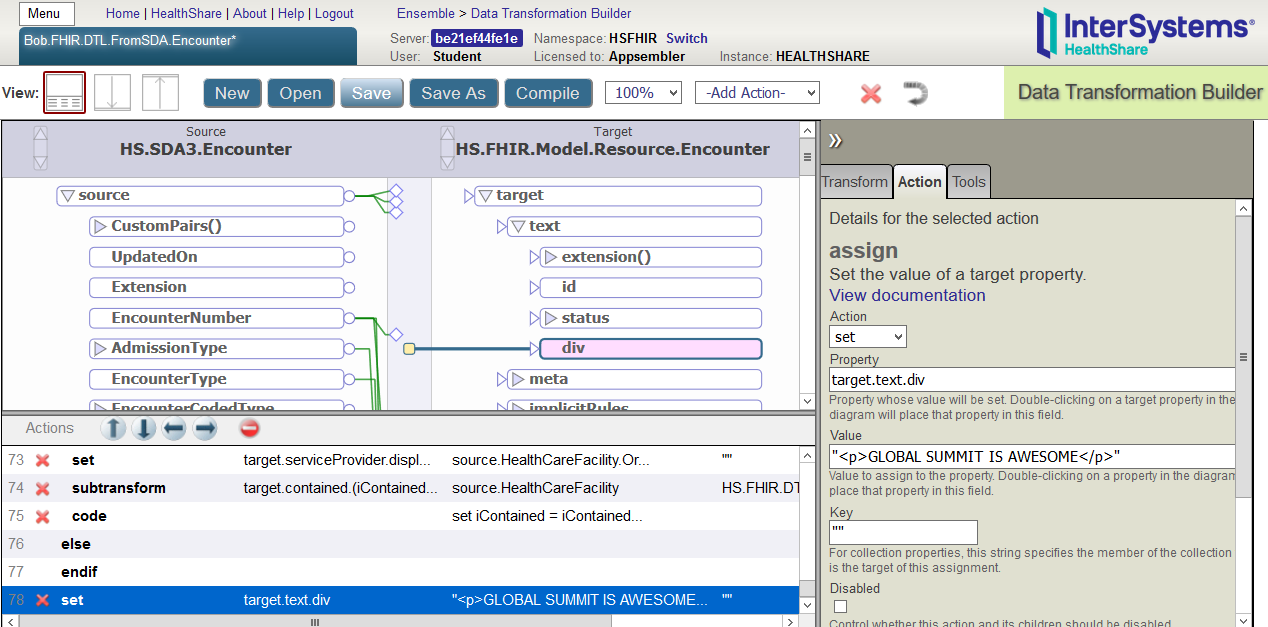 Menu
Home | HealthShare | About | Help | Logout
Ensemble > Data Transformation Builder
Bob.FHIR.DTL.FromSDA.Encounter*
Server: be21ef44fe1e Namespace: HSFHIR Switch
User: Student Licensed to: Appsembler Instance: HEALTHSHARE
InterSystems®
HealthShare
View: New Open Save Save As Compile 100% -Add Action-
Data Transformation Builder
Source
HS.SDA3.Encounter
Target
HS.FHIR.Model.Resource.Encounter
source
target
CustomPairs()
text
UpdatedOn
extension()
Extension
id
EncounterNumber
status
AdmissionType
div
EncounterType
meta
EncounterCodedType
implicitRules
Actions
73 set target.serviceProvider.displ... source.HealthCareFacility.Or... ""
74 subtransform target.contained.(iContained... source.HealthCareFacility HS.FHIR.DT
75 code set iContained = iContained...
76 else
77 endif
78 set target.text.div "<p>GLOBAL SUMMIT IS AWESOME... ""
»
Transform Action Tools
Details for the selected action
assign
Set the value of a target property.
View documentation
Action
set
Property
target.text.div
Property whose value will be set. Double-clicking on a target property in the
diagram will place that property in this field.
Value
"<p>GLOBAL SUMMIT IS AWESOME</p>"
Value to assign to the property. Double-clicking on a property in the diagram
place that property in this field.
Key
""
For collection properties, this string specifies the member of the collection
is the target of this assignment.
Disabled
Control whether this action and its children should be disabled